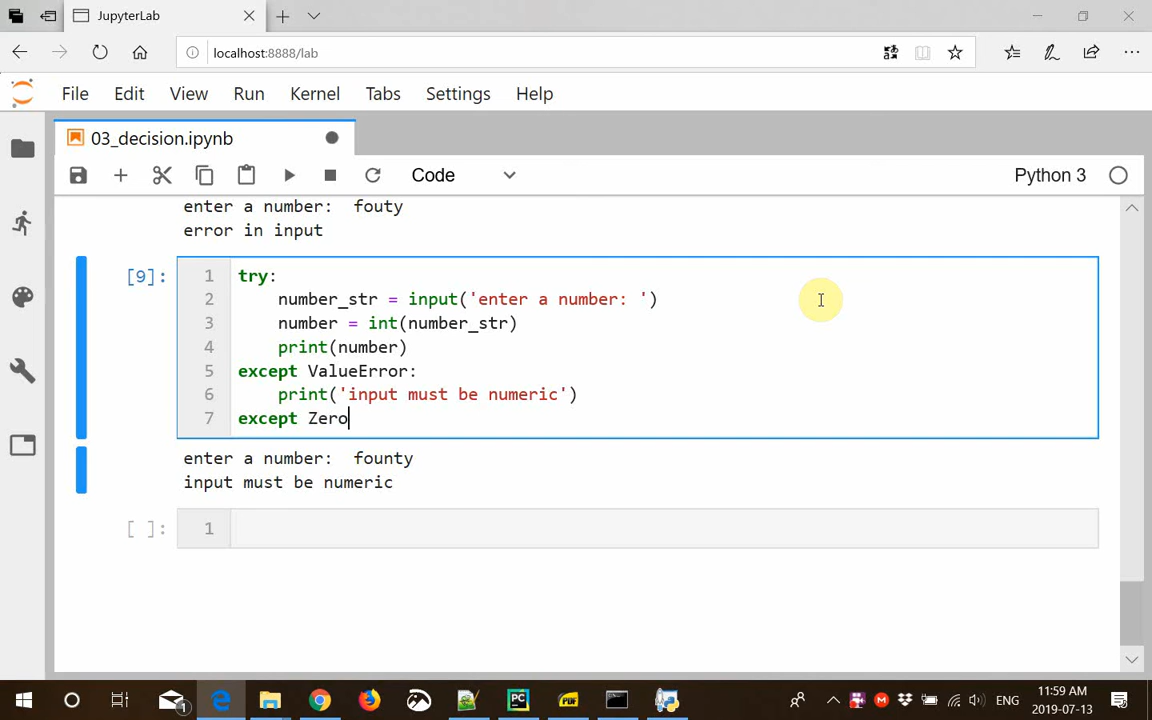 JupyterLab
localhost:8888/lab
File Edit View Run Kernel Tabs Settings Help
03_decision.ipynb
Code
Python 3
enter a number:  fouty
error in input
[9]:
1 try:
2     number_str = input('enter a number: ')
3     number = int(number_str)
4     print(number)
5 except ValueError:
6     print('input must be numeric')
7 except Zero
enter a number:  founty
input must be numeric
[ ]: 1
1
PC
PDF
ENG
11:59 AM
2019-07-13